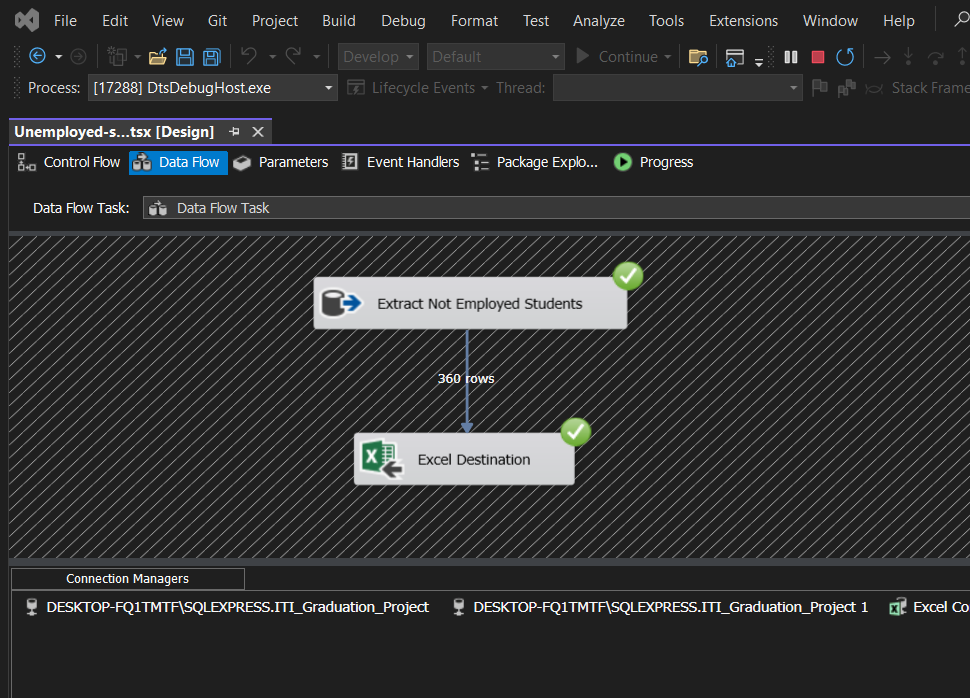 File Edit View Git Project Build Debug Format Test Analyze Tools Extensions Window Help
Develop Default Continue
Process: [17288] DtsDebugHost.exe Lifecycle Events Thread: Stack Frame
Unemployed-s...tsx [Design]
Control Flow Data Flow Parameters Event Handlers Package Explo... Progress
Data Flow Task: Data Flow Task
Extract Not Employed Students
360 rows
Excel Destination
Connection Managers
DESKTOP-FQ1TMTF\SQLEXPRESS.ITI_Graduation_Project DESKTOP-FQ1TMTF\SQLEXPRESS.ITI_Graduation_Project 1 Excel Co